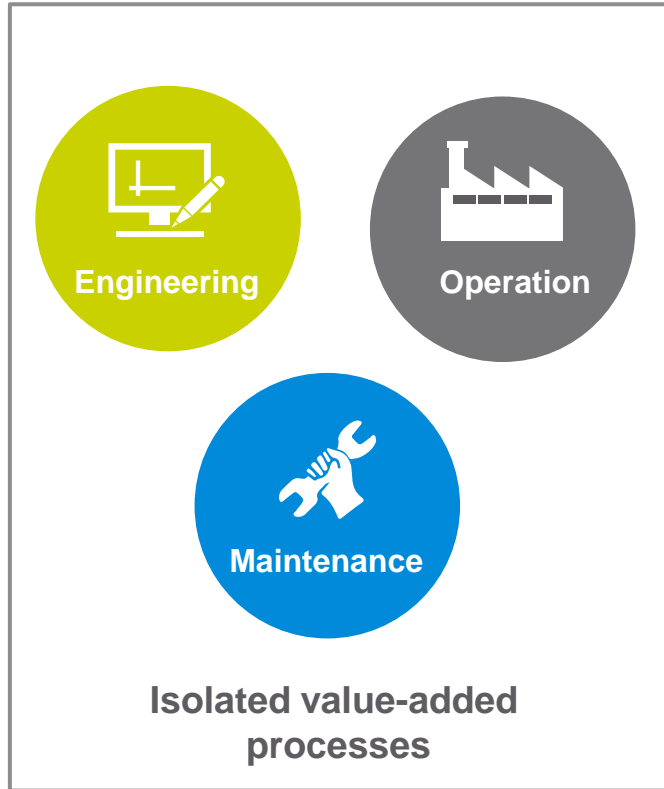 Engineering
Operation
Maintenance
Isolated value-added
processes